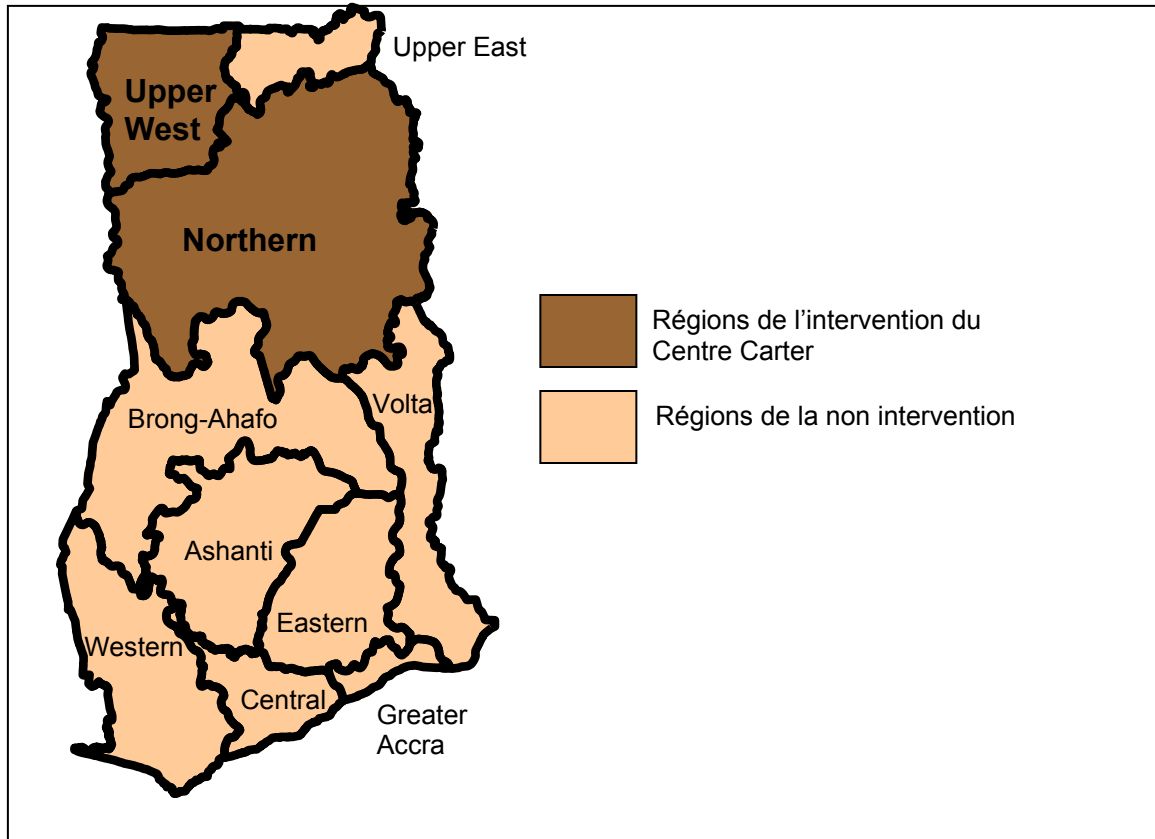 Upper East
Upper
West
Northern
Régions de l'intervention du
Centre Carter
Volta
Brong-Ahafo
Régions de la non intervention
Ashanti
Eastern
Western
Central
Greater
Accra